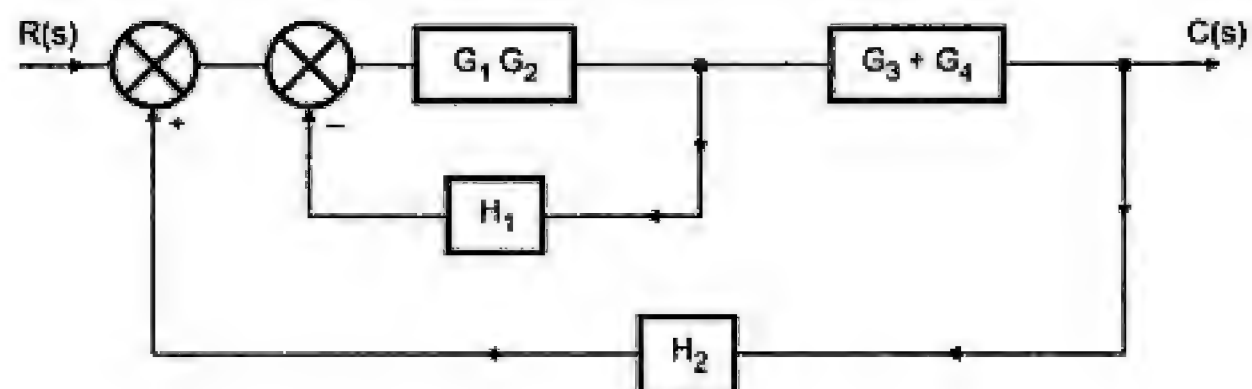 R(s)
C(s)
G₁ G₂
G₃ + G₄
+
−
H₁
H₂